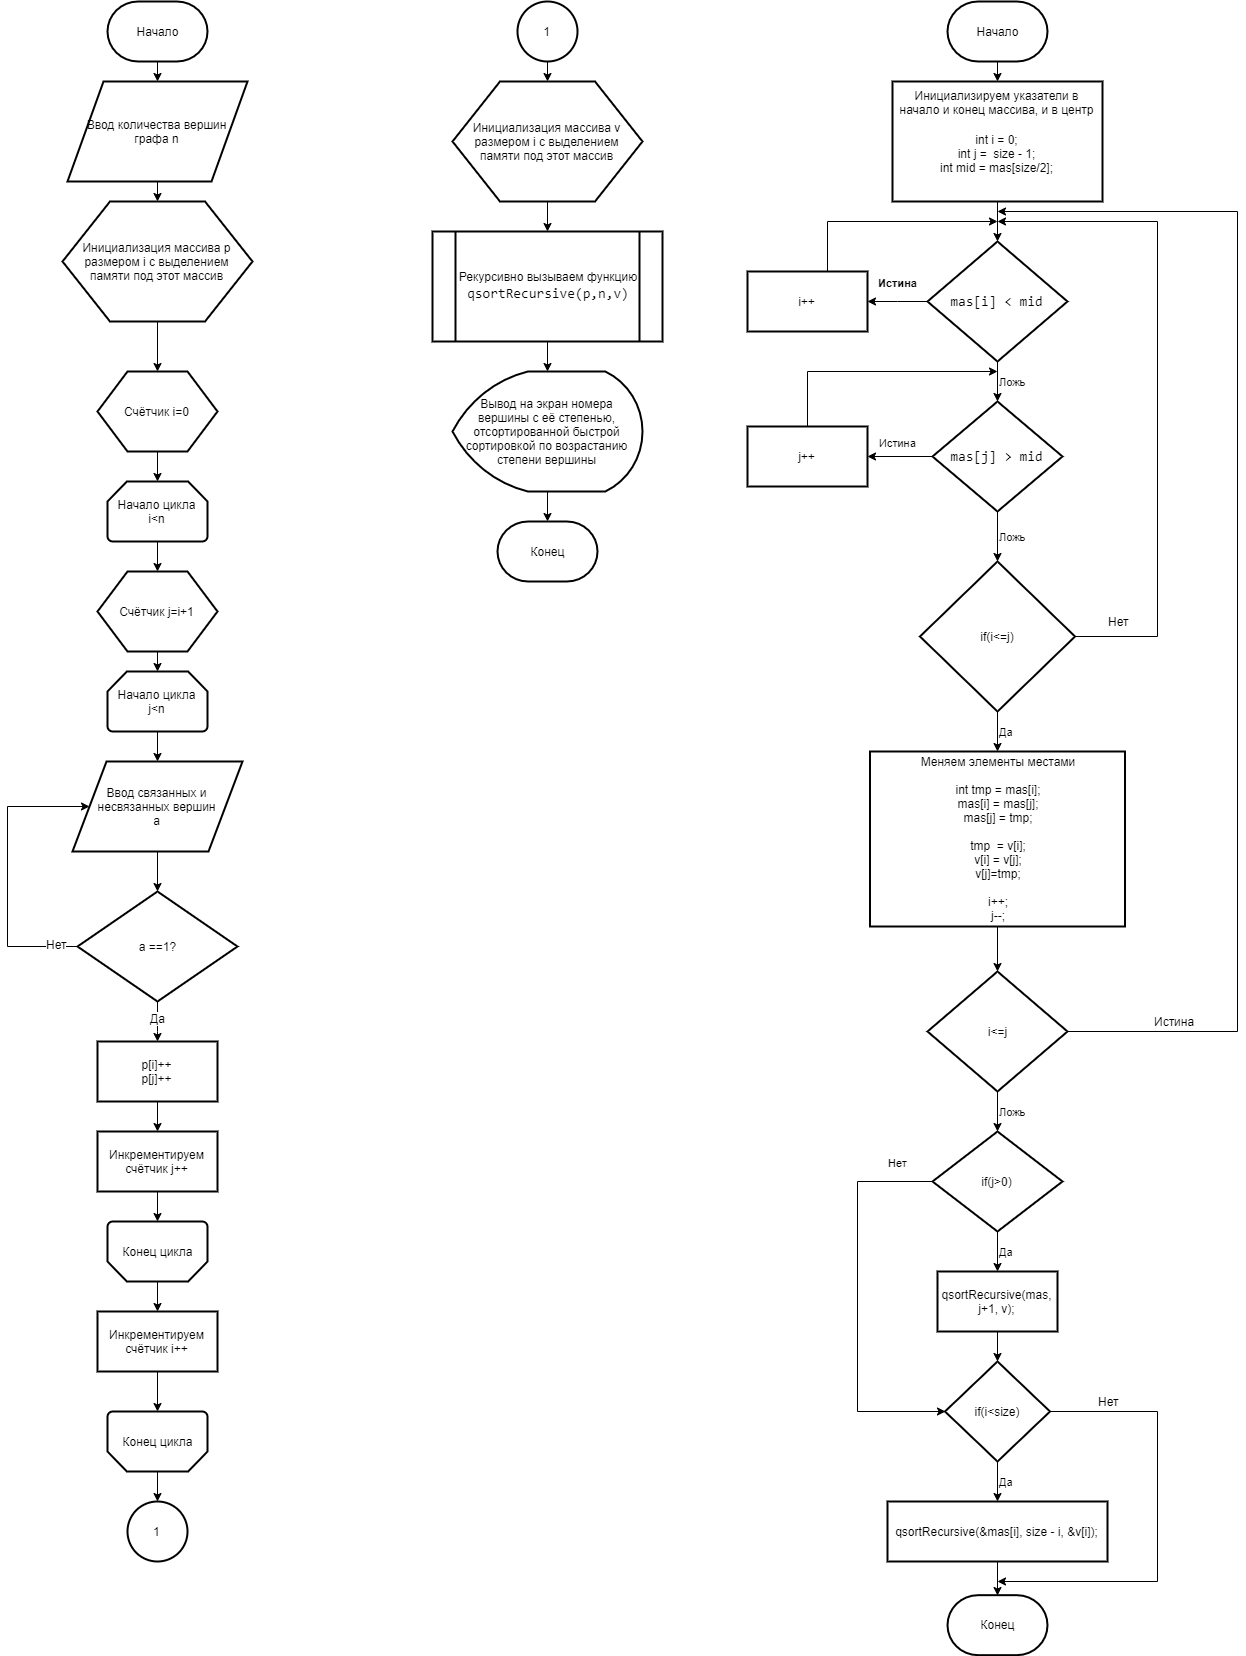 Начало
Ввод количества вершин
графа n
Инициализация массива p
размером i с выделением
памяти под этот массив
Счётчик i=0
Начало цикла
i<n
Счётчик j=i+1
Начало цикла
j<n
Ввод связанных и
несвязанных вершин
a
a ==1?
Нет
Да
p[i]++
p[j]++
Инкрементируем
счётчик j++
Конец цикла
Инкрементируем
счётчик i++
Конец цикла
1
1
Инициализация массива v
размером i с выделением
памяти под этот массив
Рекурсивно вызываем функцию
qsortRecursive(p,n,v)
Вывод на экран номера
вершины с её степенью,
отсортированной быстрой
сортировкой по возрастанию
степени вершины
Конец
Начало
Инициализируем указатели в
начало и конец массива, и в центр
int i = 0;
int j = size - 1;
int mid = mas[size/2];
mas[i] < mid
Истина
i++
Ложь
mas[j] > mid
Истина
j++
Ложь
if(i<=j)
Нет
Да
Меняем элементы местами
int tmp = mas[i];
mas[i] = mas[j];
mas[j] = tmp;
tmp = v[i];
v[i] = v[j];
v[j]=tmp;
i++;
j--;
i<=j
Истина
Ложь
if(j>0)
Нет
Да
qsortRecursive(mas,
j+1, v);
if(i<size)
Нет
Да
qsortRecursive(&mas[i], size - i, &v[i]);
Конец